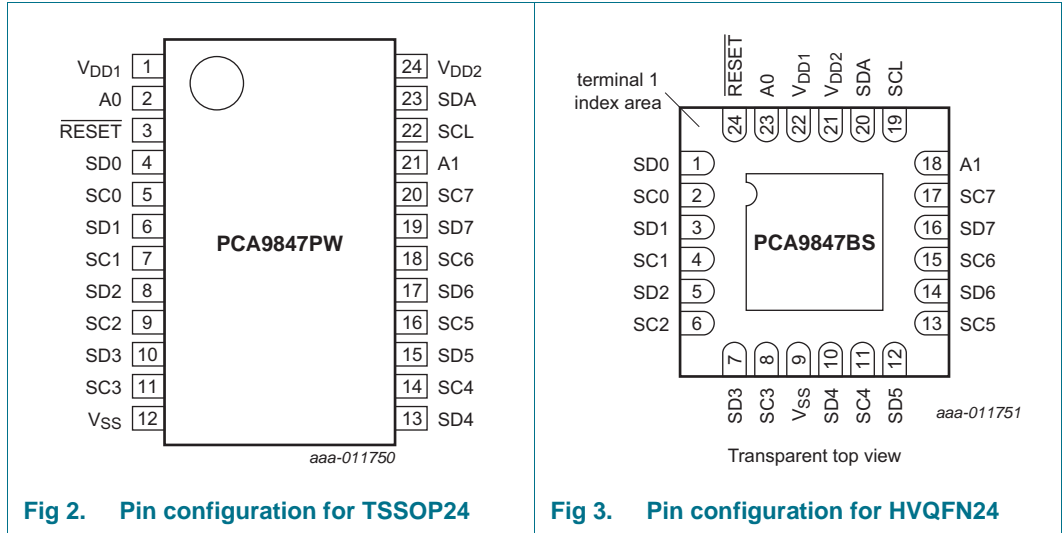 VDD1 1
A0 2
RESET 3
SD0 4
SC0 5
SD1 6
SC1 7
SD2 8
SC2 9
SD3 10
SC3 11
VSS 12
PCA9847PW
24 VDD2
23 SDA
22 SCL
21 A1
20 SC7
19 SD7
18 SC6
17 SD6
16 SC5
15 SD5
14 SC4
13 SD4
aaa-011750
Fig 2. Pin configuration for TSSOP24
terminal 1
index area
RESET A0 VDD1 VDD2 SDA SCL
24 23 22 21 20 19
SD0 1
SC0 2
SD1 3
SC1 4
SD2 5
SC2 6
PCA9847BS
18 A1
17 SC7
16 SD7
15 SC6
14 SD6
13 SC5
7 8 9 10 11 12
SD3 SC3 VSS SD4 SC4 SD5
aaa-011751
Transparent top view
Fig 3. Pin configuration for HVQFN24